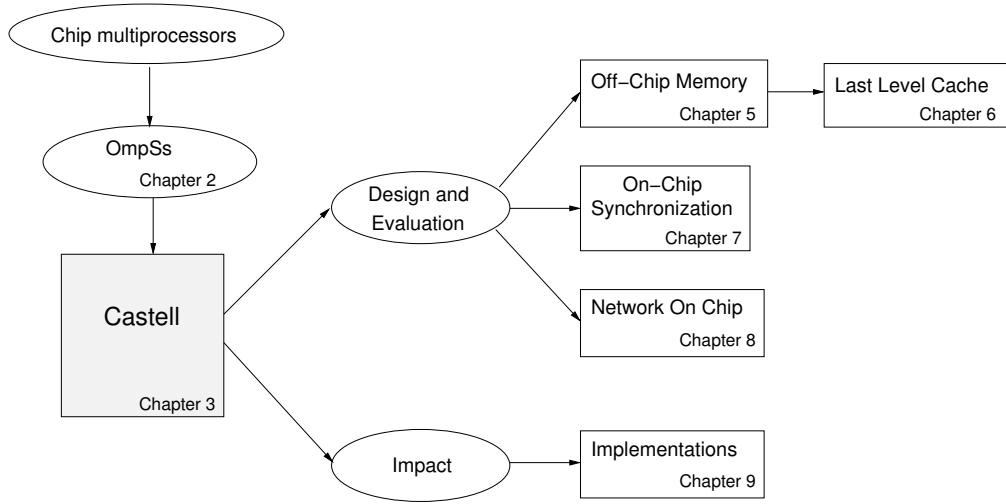 Chip multiprocessors
OmpSs
Chapter 2
Castell
Chapter 3
Design and
Evaluation
Impact
Off−Chip Memory
Chapter 5
Last Level Cache
Chapter 6
On−Chip
Synchronization
Chapter 7
Network On Chip
Chapter 8
Implementations
Chapter 9